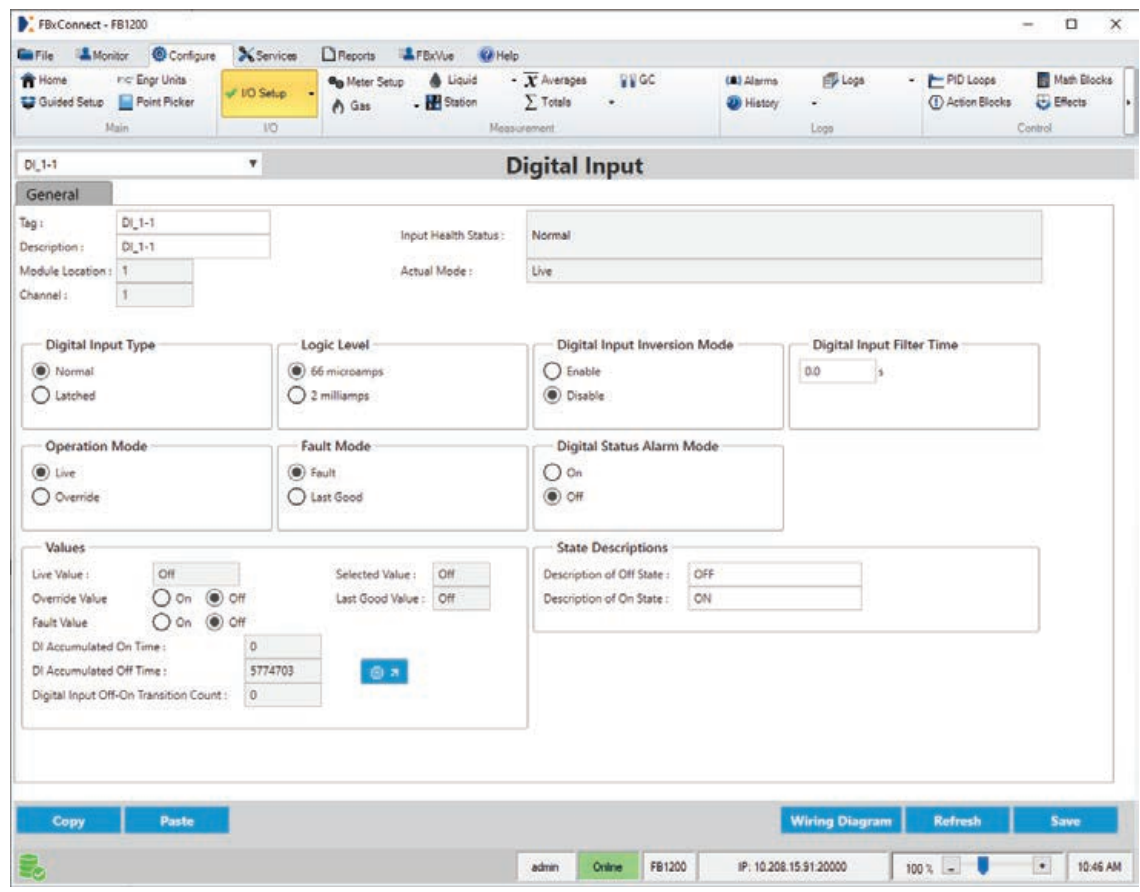 FBxConnect - FB1200
File Monitor Configure Services Reports FBxVue Help
Home Engr Units I/O Setup Meter Setup Liquid Averages GC Alarms Logs PID Loops Math Blocks
Guided Setup Point Picker Gas Station Totals History Action Blocks Effects
Main I/O Measurement Logs Control
DI_1-1 Digital Input
General
Tag : DI_1-1 Input Health Status : Normal
Description : DI_1-1
Module Location : 1 Actual Mode : Live
Channel : 1
Digital Input Type Logic Level Digital Input Inversion Mode Digital Input Filter Time
Normal 66 microamps Enable 0.0 s
Latched 2 milliamps Disable
Operation Mode Fault Mode Digital Status Alarm Mode
Live Fault On
Override Last Good Off
Values State Descriptions
Live Value : Off Selected Value : Off Description of Off State : OFF
Override Value On Off Last Good Value : Off Description of On State : ON
Fault Value On Off
DI Accumulated On Time : 0
DI Accumulated Off Time : 5774703
Digital Input Off-On Transition Count : 0
Copy Paste Wiring Diagram Refresh Save
admin Online FB1200 IP: 10.208.15.91:20000 100 % - + 10:46 AM